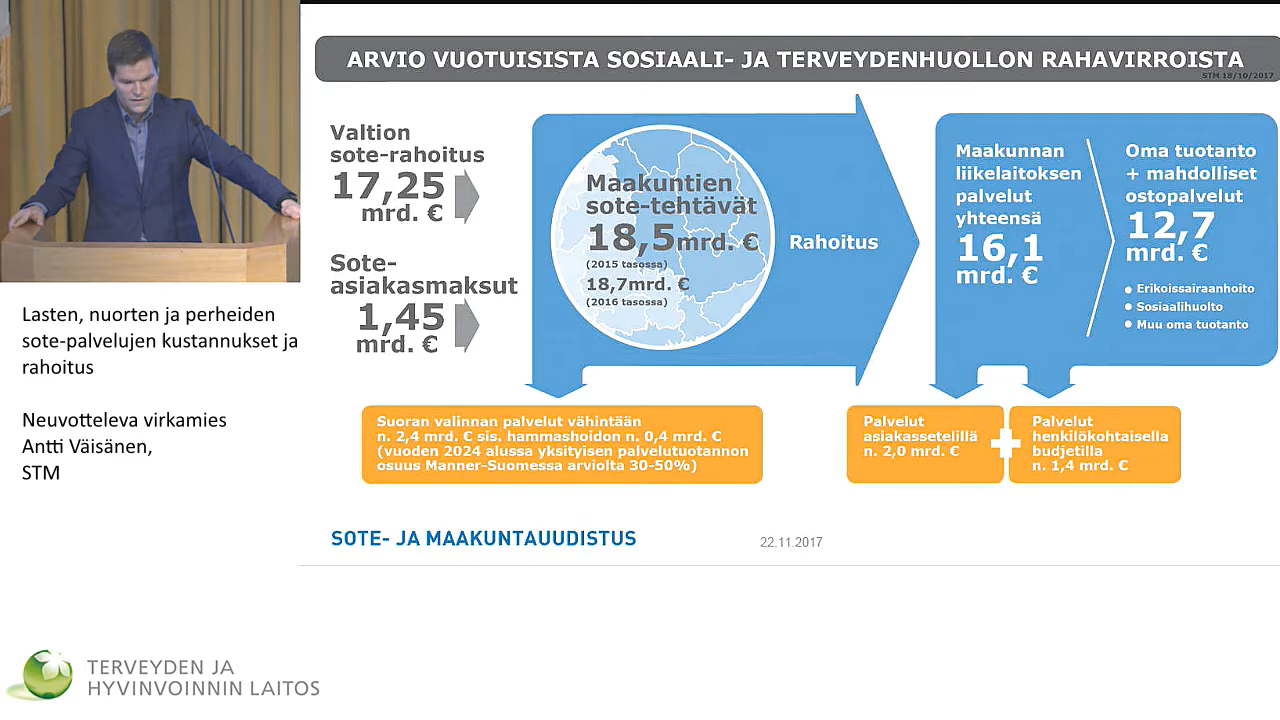 ARVIO VUOTUISISTA SOSIAALI- JA TERVEYDENHUOLLON RAHAVIRROISTA
STM 18/10/2017
Valtion
sote-rahoitus
17,25
mrd. €
Sote-
asiakasmaksut
1,45
mrd. €
Maakuntien
sote-tehtävät
18,5mrd. €
(2015 tasossa)
18,7mrd. €
(2016 tasossa)
Rahoitus
Maakunnan
liikelaitoksen
palvelut
yhteensä
16,1
mrd. €
Oma tuotanto
+ mahdolliset
ostopalvelut
12,7
mrd. €
● Erikoissairaanhoito
● Sosiaalihuolto
● Muu oma tuotanto
Suoran valinnan palvelut vähintään
n. 2,4 mrd. € sis. hammashoidon n. 0,4 mrd. €
(vuoden 2024 alussa yksityisen palvelutuotannon
osuus Manner-Suomessa arviolta 30-50%)
Palvelut
asiakassetelillä
n. 2,0 mrd. €
Palvelut
henkilökohtaisella
budjetilla
n. 1,4 mrd. €
SOTE- JA MAAKUNTAUUDISTUS
22.11.2017
Lasten, nuorten ja perheiden
sote-palvelujen kustannukset ja
rahoitus
Neuvotteleva virkamies
Antti Väisänen,
STM
TERVEYDEN JA
HYVINVOINNIN LAITOS